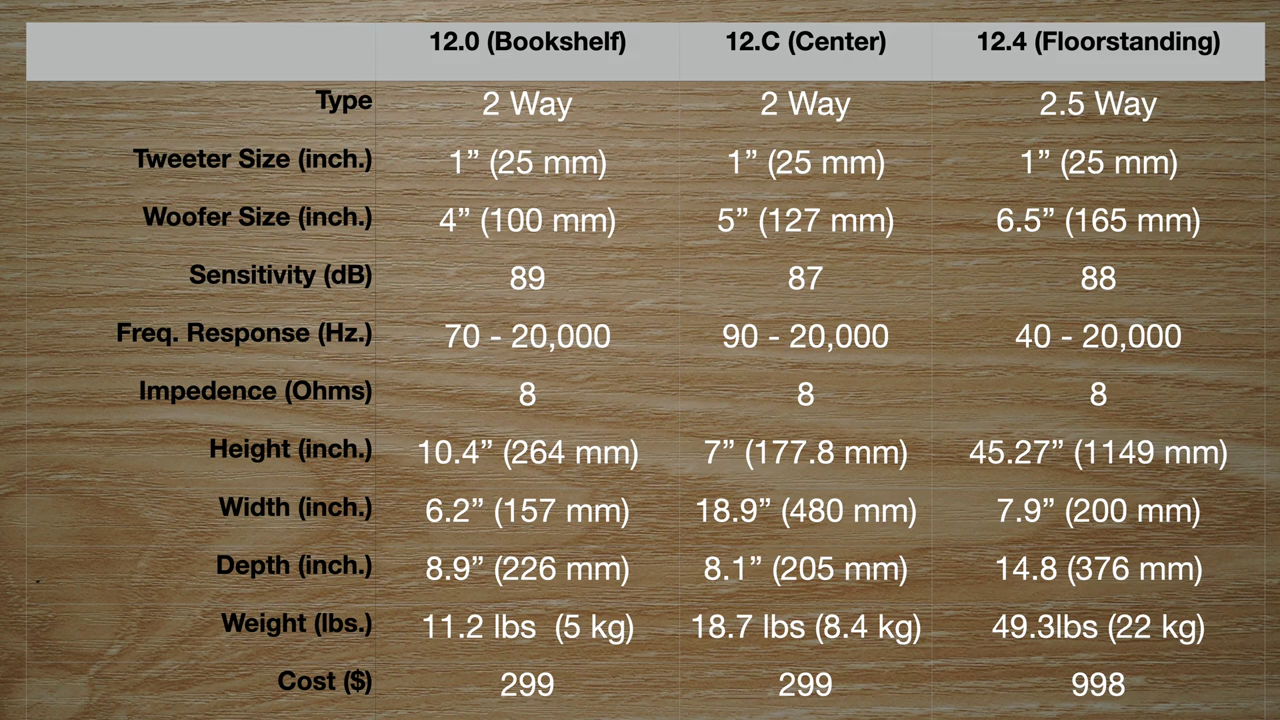 12.0 (Bookshelf) 12.C (Center) 12.4 (Floorstanding)
Type 2 Way 2 Way 2.5 Way
Tweeter Size (inch.) 1” (25 mm) 1” (25 mm) 1” (25 mm)
Woofer Size (inch.) 4” (100 mm) 5” (127 mm) 6.5” (165 mm)
Sensitivity (dB) 89 87 88
Freq. Response (Hz.) 70 - 20,000 90 - 20,000 40 - 20,000
Impedence (Ohms) 8 8 8
Height (inch.) 10.4” (264 mm) 7” (177.8 mm) 45.27” (1149 mm)
Width (inch.) 6.2” (157 mm) 18.9” (480 mm) 7.9” (200 mm)
Depth (inch.) 8.9” (226 mm) 8.1” (205 mm) 14.8 (376 mm)
Weight (lbs.) 11.2 lbs  (5 kg) 18.7 lbs (8.4 kg) 49.3lbs (22 kg)
Cost ($) 299 299 998